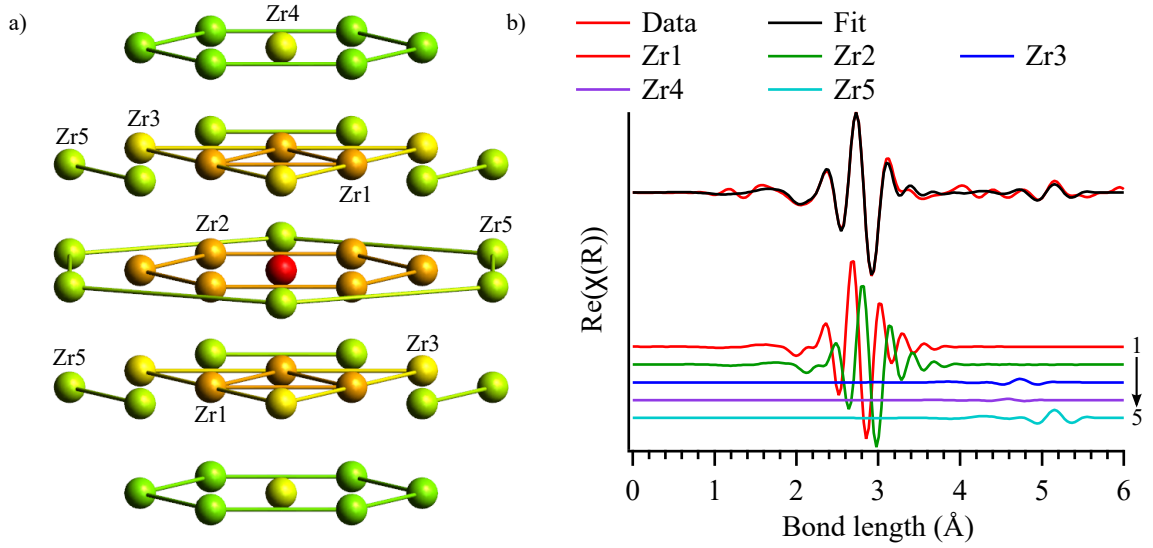 a)
Zr4
Zr5
Zr3
Zr1
Zr2
Zr5
Zr5
Zr3
Zr1
b)
Data
Fit
Zr1
Zr2
Zr3
Zr4
Zr5
Re(χ(R))
1
5
0 1 2 3 4 5 6
Bond length (Å)